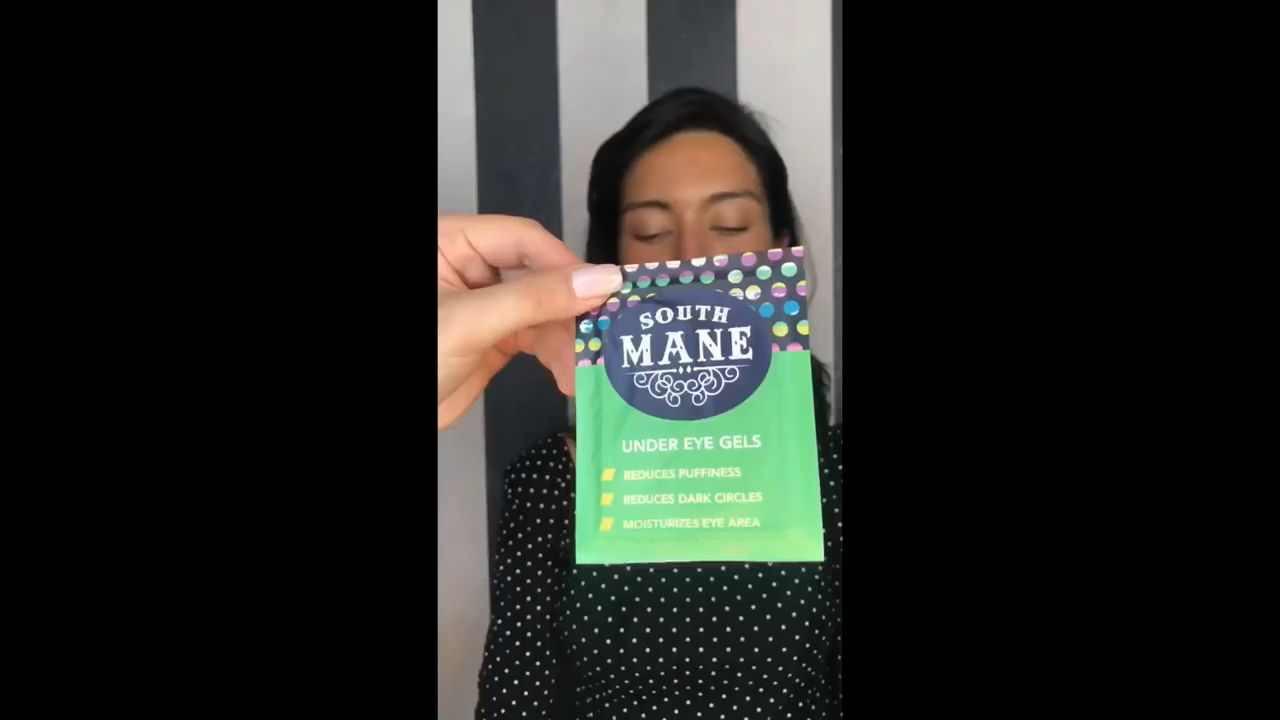 SOUTH
MANE
UNDER EYE GELS
REDUCES PUFFINESS
REDUCES DARK CIRCLES
MOISTURIZES EYE AREA